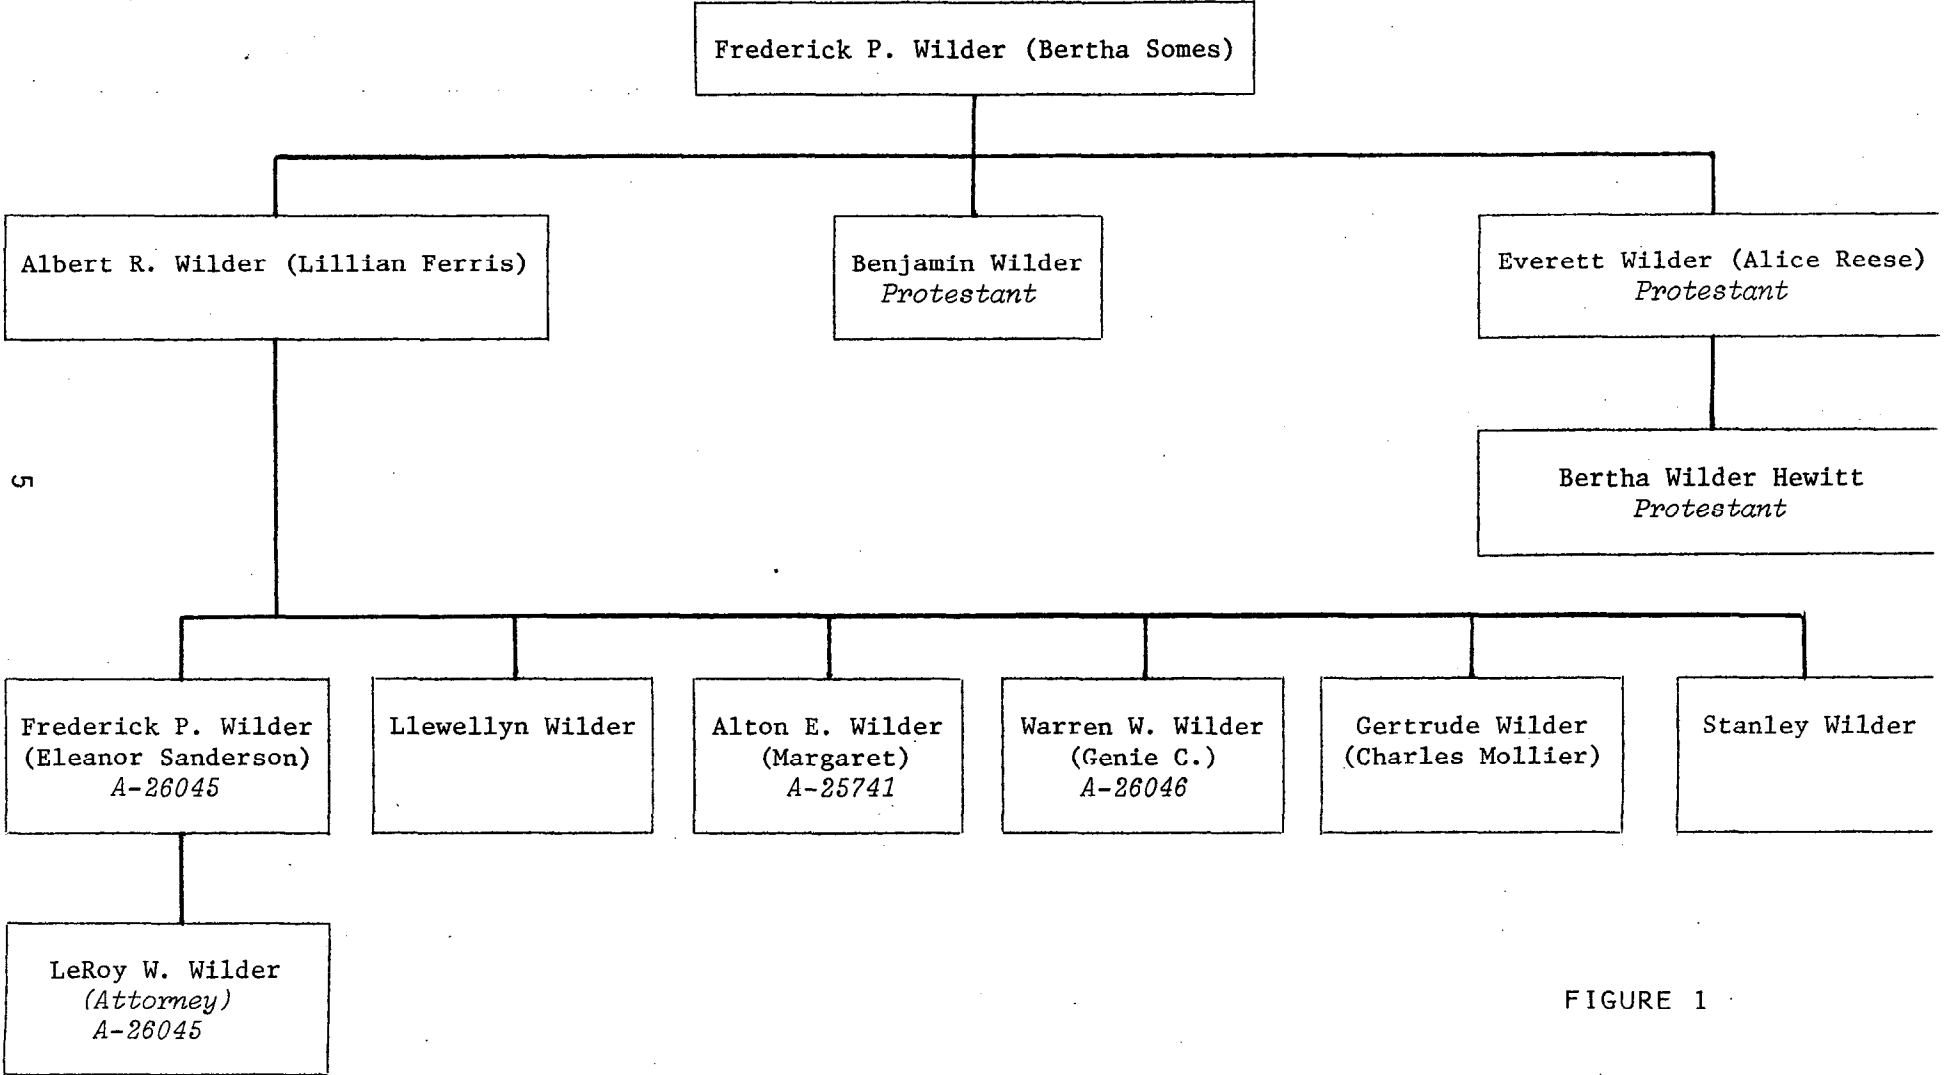 Frederick P. Wilder (Bertha Somes)
Albert R. Wilder (Lillian Ferris)
Benjamin Wilder
Protestant
Everett Wilder (Alice Reese)
Protestant
Bertha Wilder Hewitt
Protestant
5
Frederick P. Wilder
(Eleanor Sanderson)
A-26045
Llewellyn Wilder
Alton E. Wilder
(Margaret)
A-25741
Warren W. Wilder
(Genie C.)
A-26046
Gertrude Wilder
(Charles Mollier)
Stanley Wilder
LeRoy W. Wilder
(Attorney)
A-26045
FIGURE 1